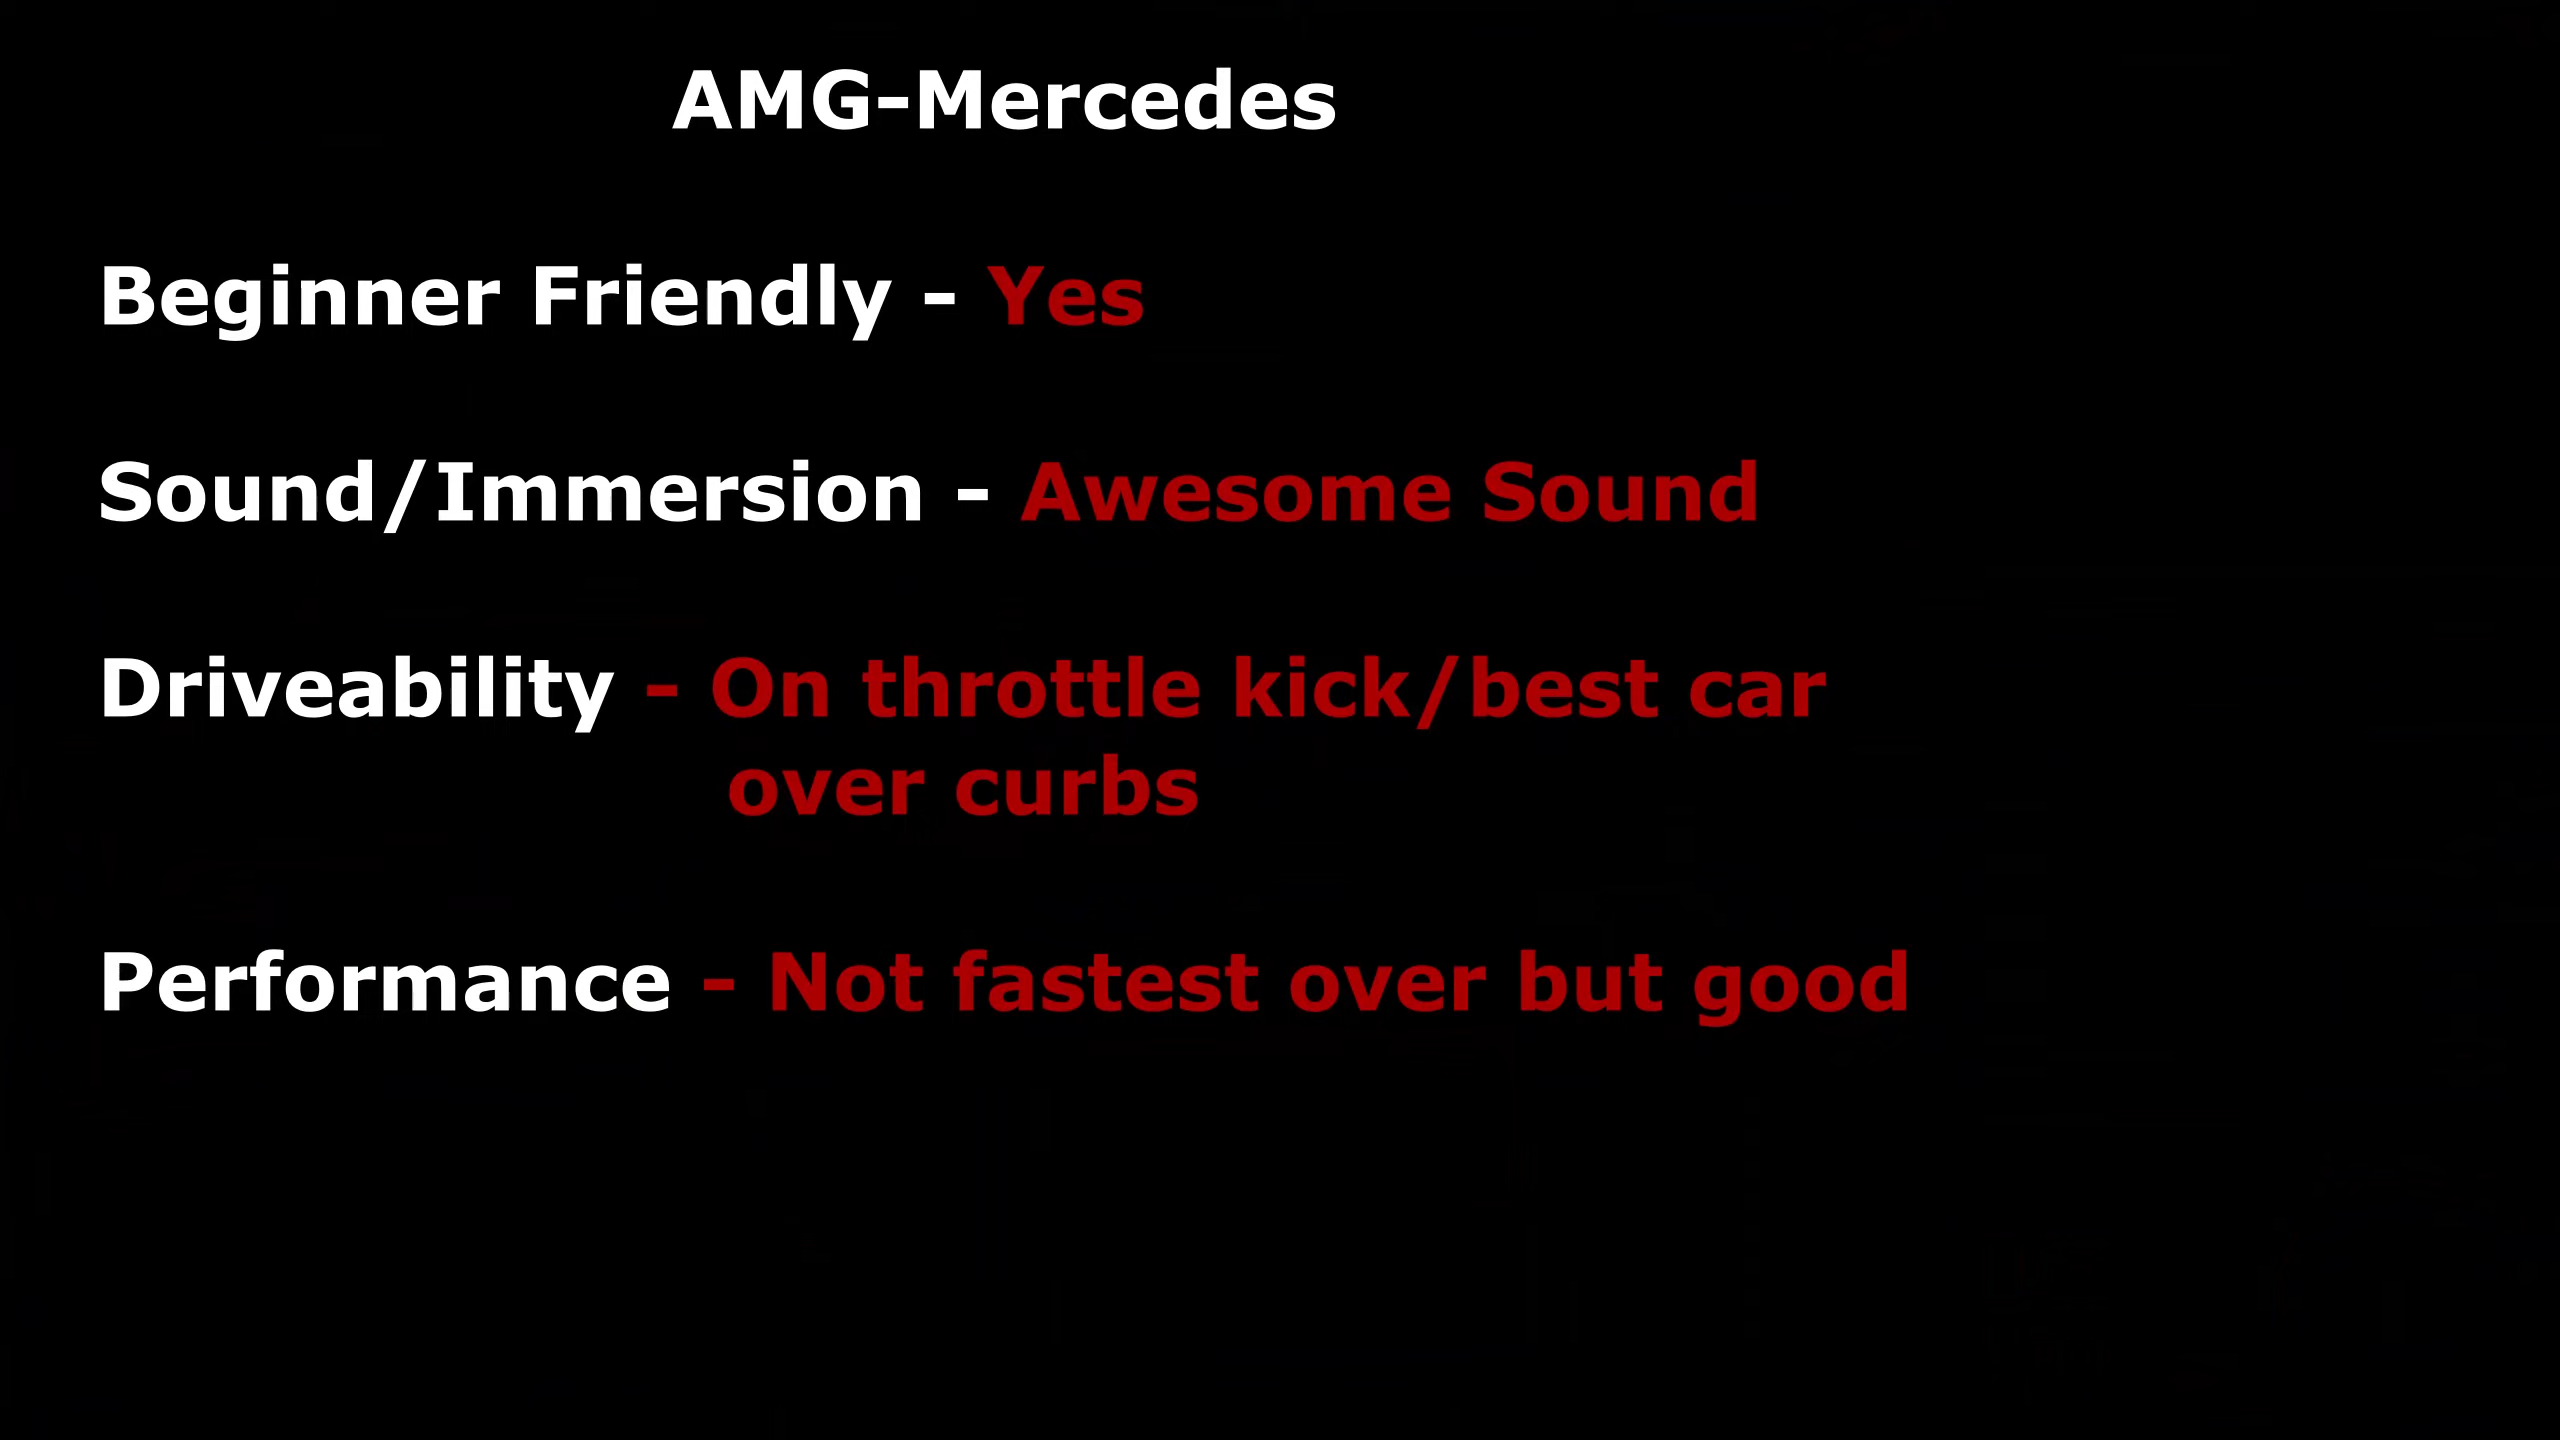 AMG-Mercedes
Beginner Friendly - Yes
Sound/Immersion - Awesome Sound
Driveability - On throttle kick/best car
over curbs
Performance - Not fastest over but good